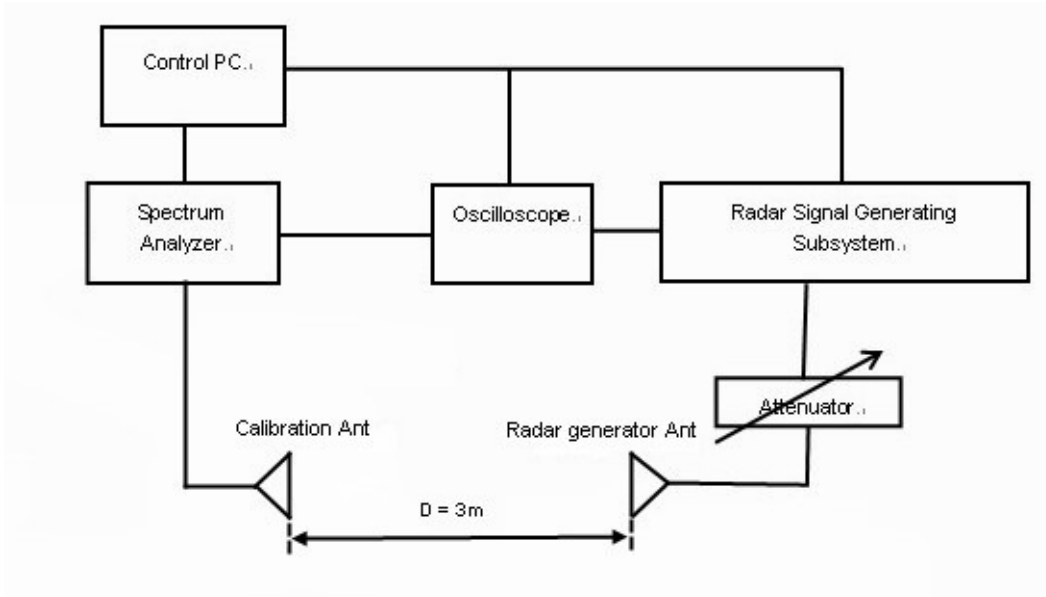 Control PC
Spectrum
Analyzer
Oscilloscope
Radar Signal Generating
Subsystem
Attenuator
Calibration Ant
Radar generator Ant
D = 3m